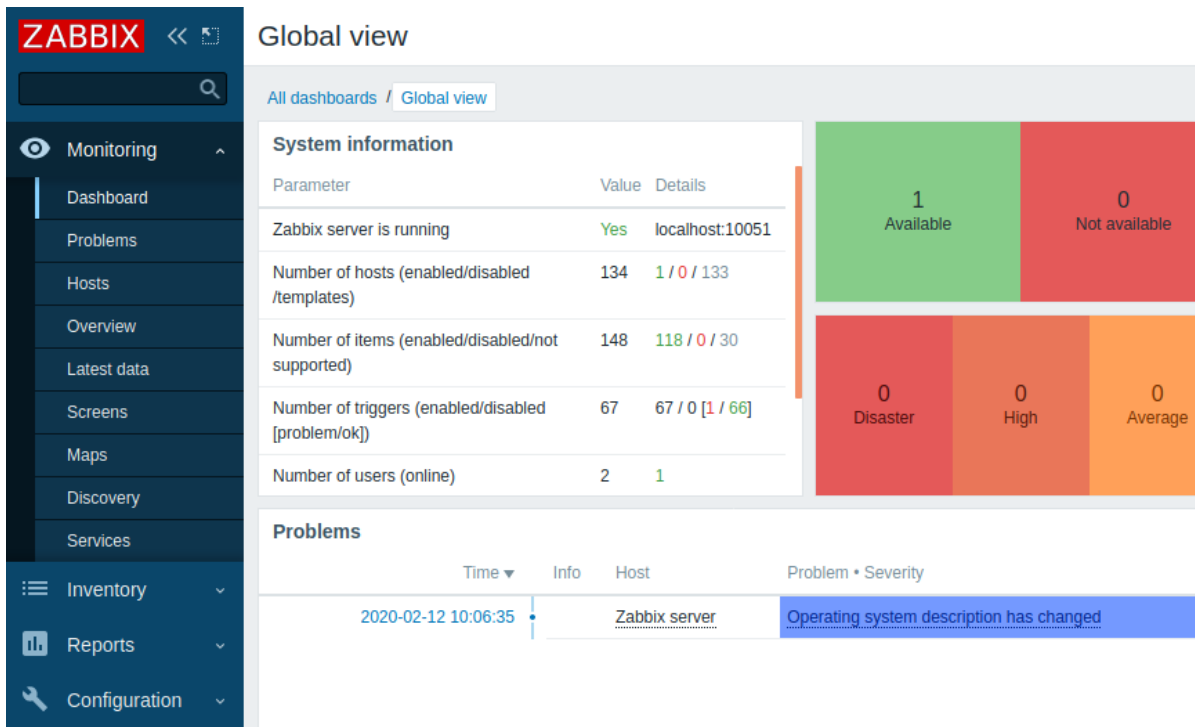 ZABBIX
Global view
All dashboards / Global view
Monitoring
Dashboard
Problems
Hosts
Overview
Latest data
Screens
Maps
Discovery
Services
Inventory
Reports
Configuration
System information
Parameter Value Details
Zabbix server is running Yes localhost:10051
Number of hosts (enabled/disabled 134 1 / 0 / 133
/templates)
Number of items (enabled/disabled/not 148 118 / 0 / 30
supported)
Number of triggers (enabled/disabled 67 67 / 0 [1 / 66]
[problem/ok])
Number of users (online) 2 1
1 0
Available Not available
0 0 0
Disaster High Average
Problems
Time ▼ Info Host Problem • Severity
2020-02-12 10:06:35 Zabbix server Operating system description has changed